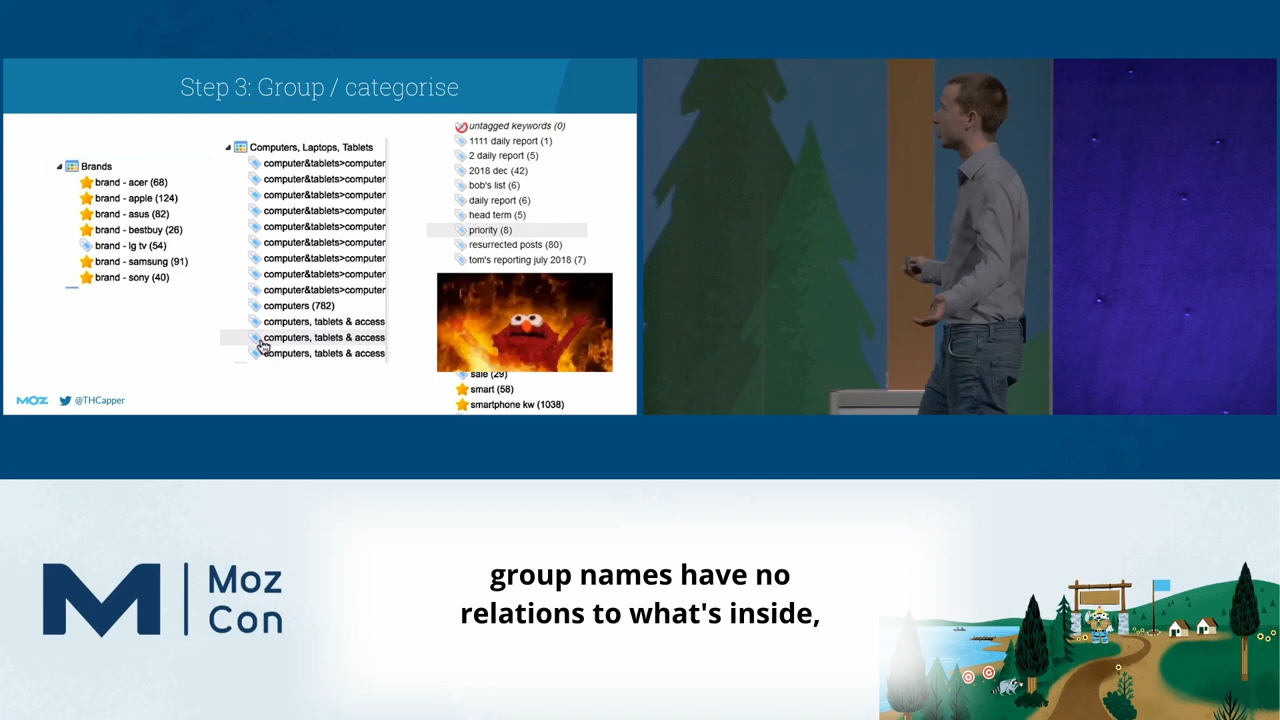 Step 3: Group / categorise
Brands
brand - acer (68)
brand - apple (124)
brand - asus (82)
brand - bestbuy (26)
brand - lg tv (54)
brand - samsung (91)
brand - sony (40)
Computers, Laptops, Tablets
computer&tablets>computer
computer&tablets>computer
computer&tablets>computer
computer&tablets>computer
computer&tablets>computer
computer&tablets>computer
computer&tablets>computer
computer&tablets>computer
computer&tablets>computer
computers (782)
computers, tablets & access
computers, tablets & access
computers, tablets & access
untagged keywords (0)
1111 daily report (1)
2 daily report (5)
2018 dec (42)
bob's list (6)
daily report (6)
head term (5)
priority (8)
resurrected posts (80)
tom's reporting july 2018 (7)
sale (29)
smart (58)
smartphone kw (1038)
MOZ
@THCapper
group names have no
relations to what's inside,
Moz
Con